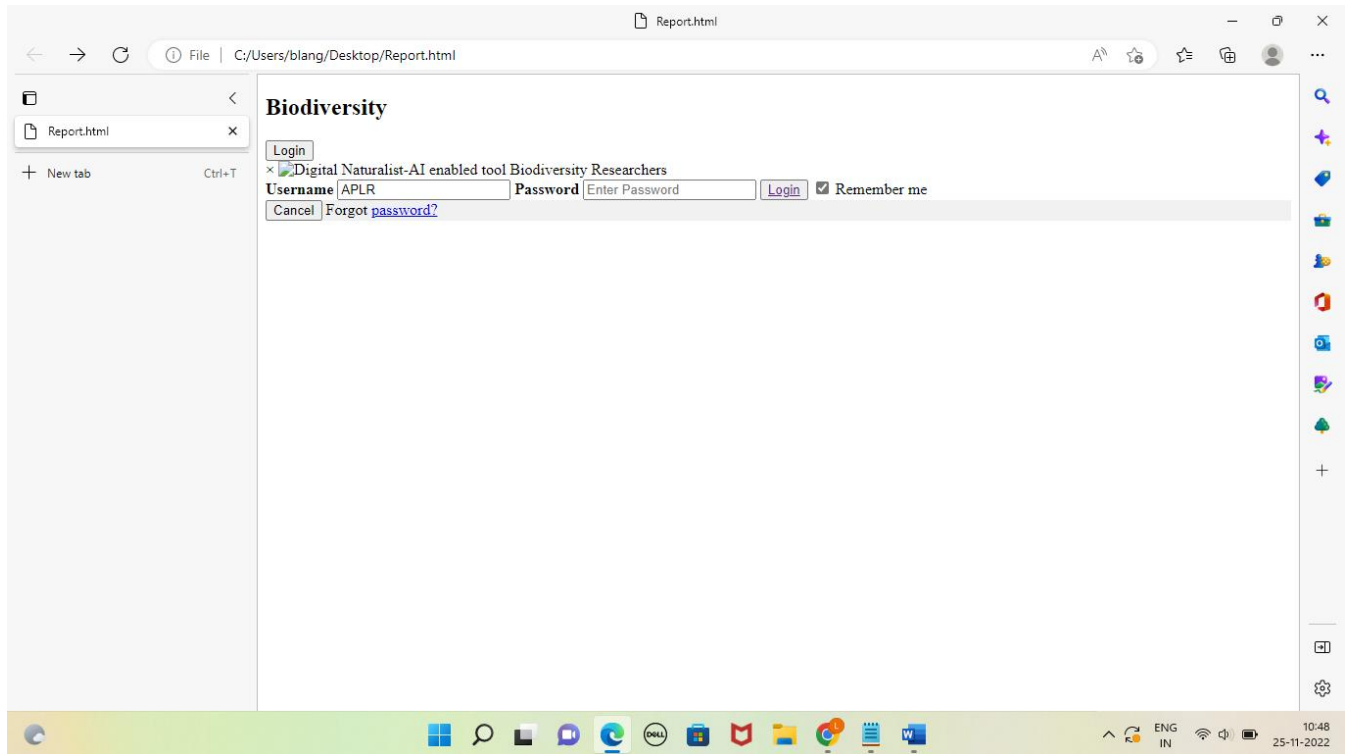 Report.html
File | C:/Users/blang/Desktop/Report.html
Report.html
New tab Ctrl+T
Biodiversity
Login
× Digital Naturalist-AI enabled tool Biodiversity Researchers
Username APLR Password Enter Password Login Remember me
Cancel Forgot password?
DELL
ENG
IN
10:48
25-11-2022